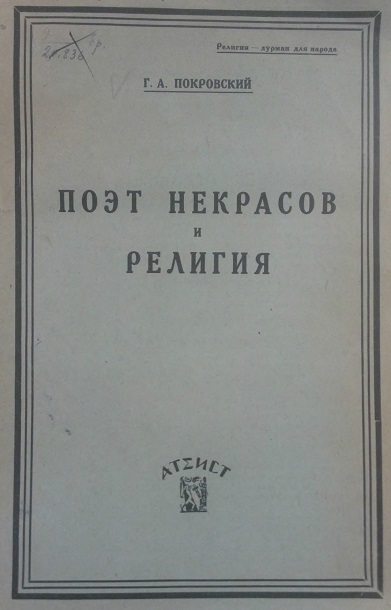 Религия — дурман для народа
Г. А. ПОКРОВСКИЙ
ПОЭТ НЕКРАСОВ
и
РЕЛИГИЯ
АТЕИСТ